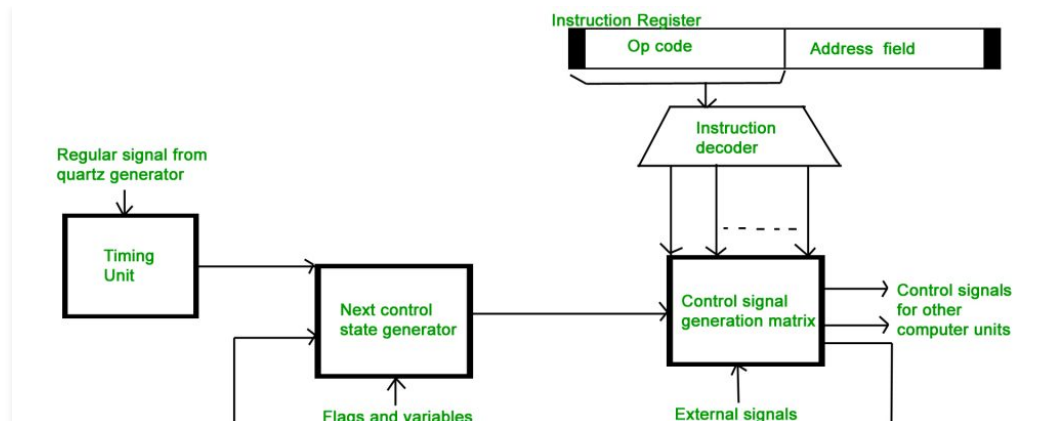 Instruction Register
Op code
Address field
Instruction
decoder
Regular signal from
quartz generator
Timing
Unit
Next control
state generator
Control signal
generation matrix
Control signals
for other
computer units
Flags and variables
External signals